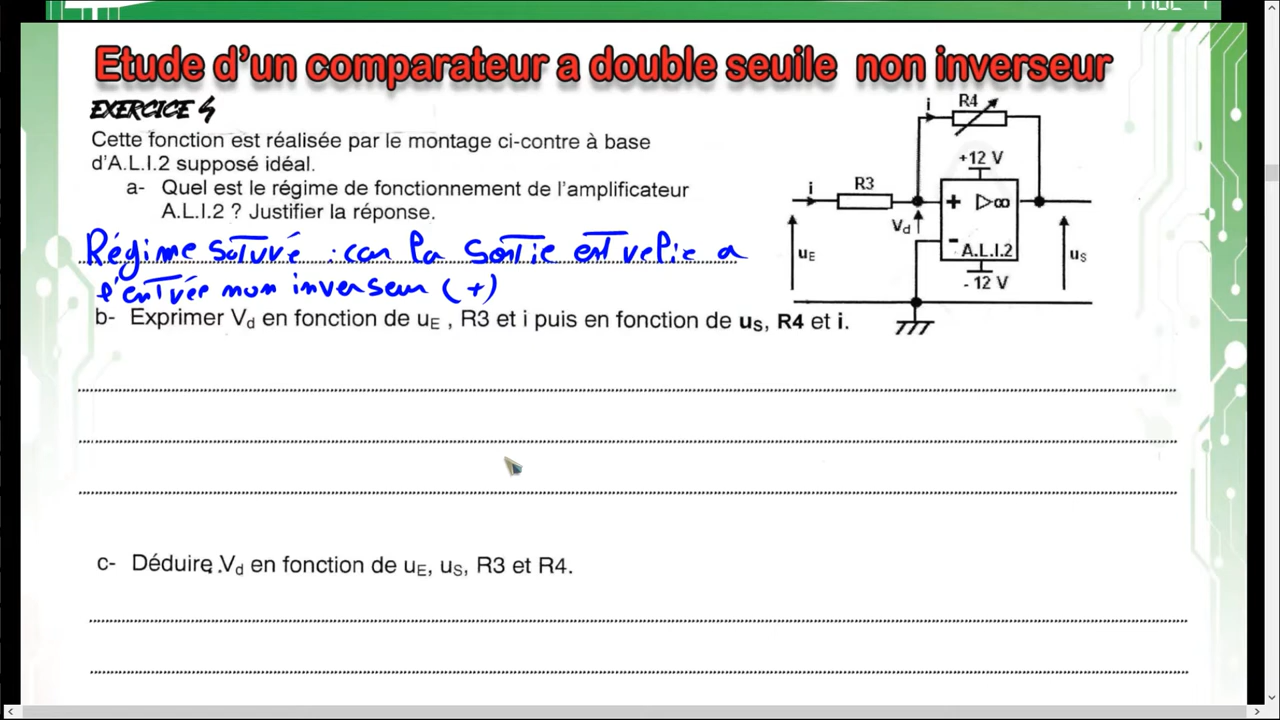 Etude d'un comparateur a double seuile non inverseur
EXERCICE 4
Cette fonction est réalisée par le montage ci-contre à base
d'A.L.I.2 supposé idéal.
a- Quel est le régime de fonctionnement de l'amplificateur
A.L.I.2 ? Justifier la réponse.
Régime saturé : car la sortie est relie a
l'entrée non inverseur (+)
b- Exprimer Vd en fonction de uE , R3 et i puis en fonction de uS, R4 et i.
c- Déduire Vd en fonction de uE, uS, R3 et R4.
i
R4
+12 V
i
R3
+
▷∞
Vd
-
A.L.I.2
uE
uS
- 12 V